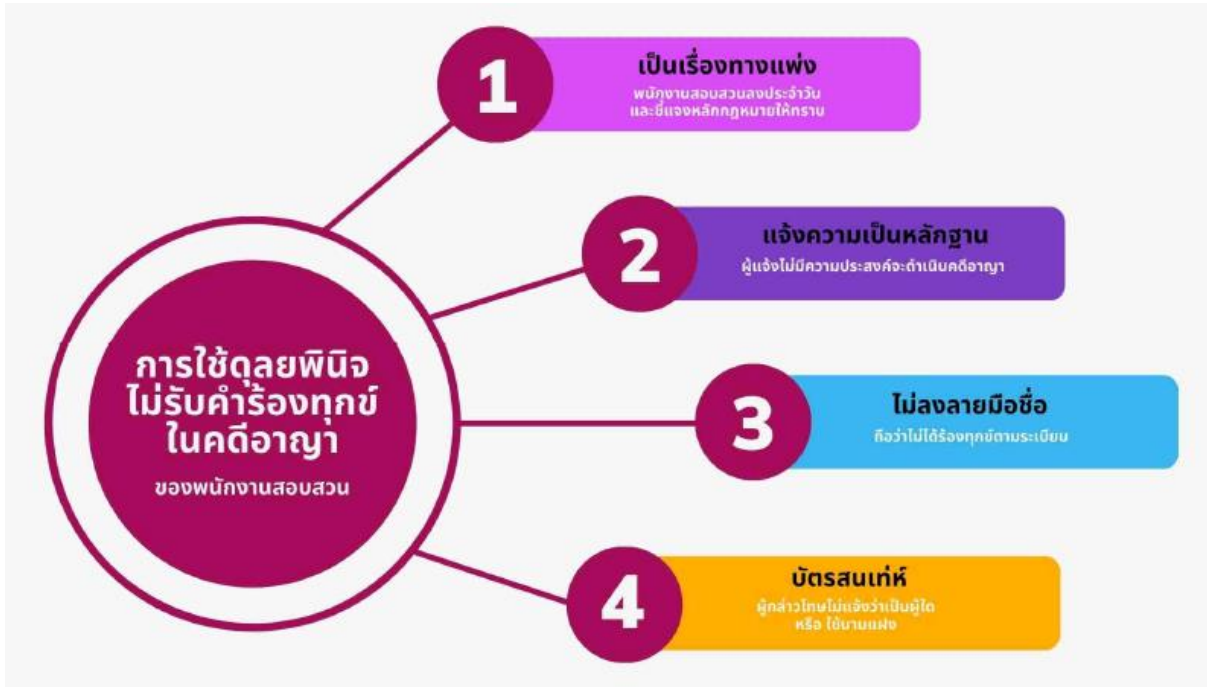 การใช้ดุลยพินิจ
ไม่รับคำร้องทุกข์
ในคดีอาญา
ของพนักงานสอบสวน
1
เป็นเรื่องทางแพ่ง
พนักงานสอบสวนลงประจำวัน
และชี้แจงหลักกฎหมายให้ทราบ
2
แจ้งความเป็นหลักฐาน
ผู้แจ้งไม่มีความประสงค์จะดำเนินคดีอาญา
3
ไม่ลงลายมือชื่อ
ถือว่าไม่ได้ร้องทุกข์ตามระเบียบ
4
บัตรสนเท่ห์
ผู้กล่าวโทษไม่แจ้งว่าเป็นผู้ใด
หรือ ใช้นามแฝง